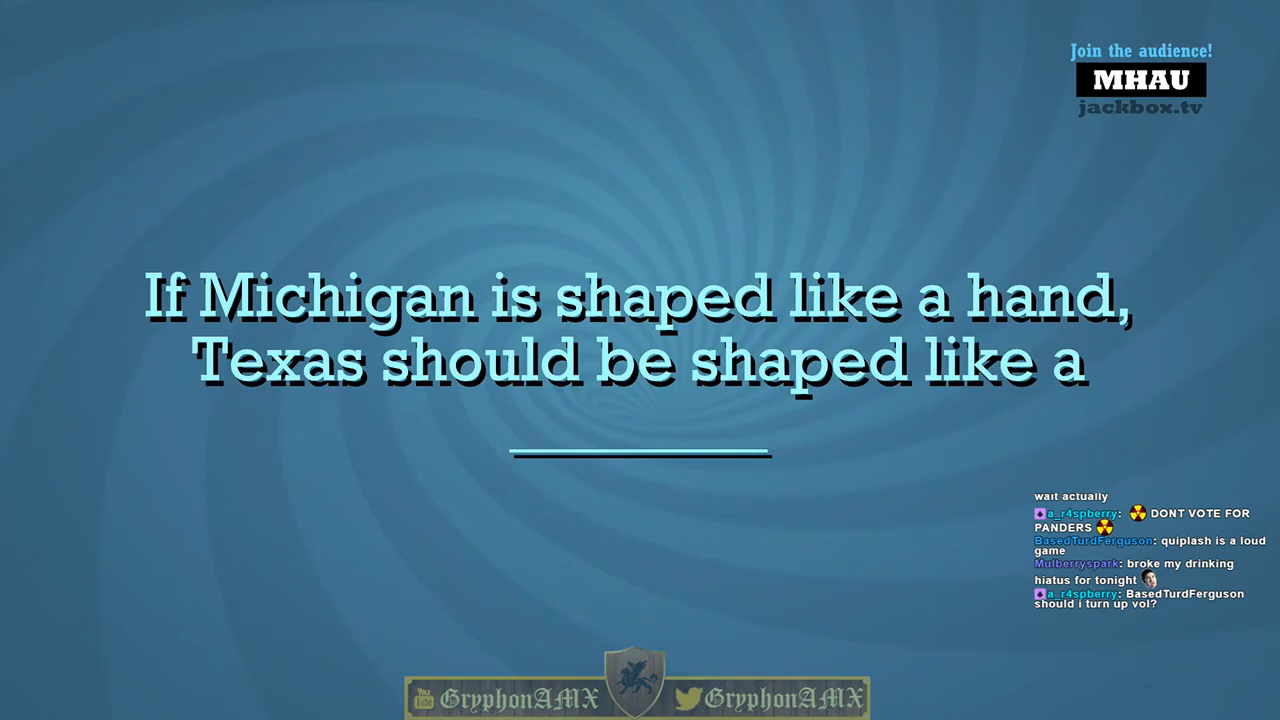 Join the audience!
MHAU
jackbox.tv
If Michigan is shaped like a hand,
Texas should be shaped like a
wait actually
a_r4spberry: DONT VOTE FOR
PANDERS
BasedTurdFerguson: quiplash is a loud
game
Mulberryspark: broke my drinking
hiatus for tonight
a_r4spberry: BasedTurdFerguson
should i turn up vol?
You Tube GryphonAMX GryphonAMX